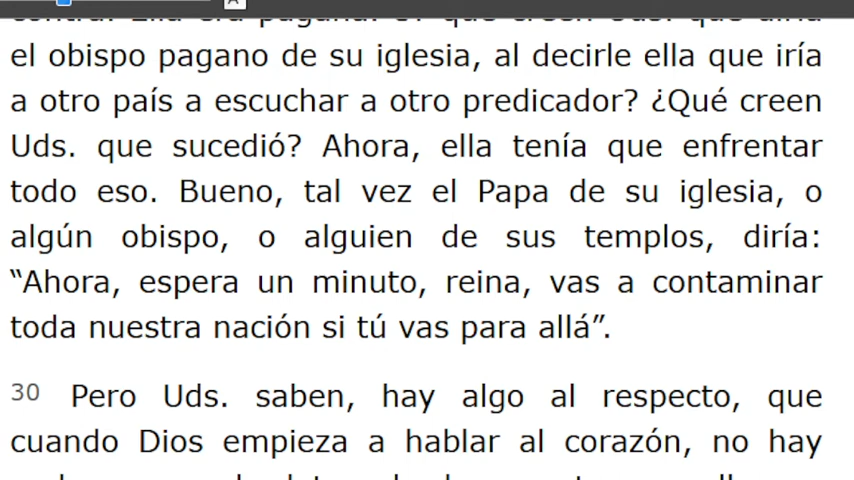 el obispo pagano de su iglesia, al decirle ella que iría
a otro país a escuchar a otro predicador? ¿Qué creen
Uds. que sucedió? Ahora, ella tenía que enfrentar
todo eso. Bueno, tal vez el Papa de su iglesia, o
algún obispo, o alguien de sus templos, diría:
“Ahora, espera un minuto, reina, vas a contaminar
toda nuestra nación si tú vas para allá”.
30 Pero Uds. saben, hay algo al respecto, que
cuando Dios empieza a hablar al corazón, no hay